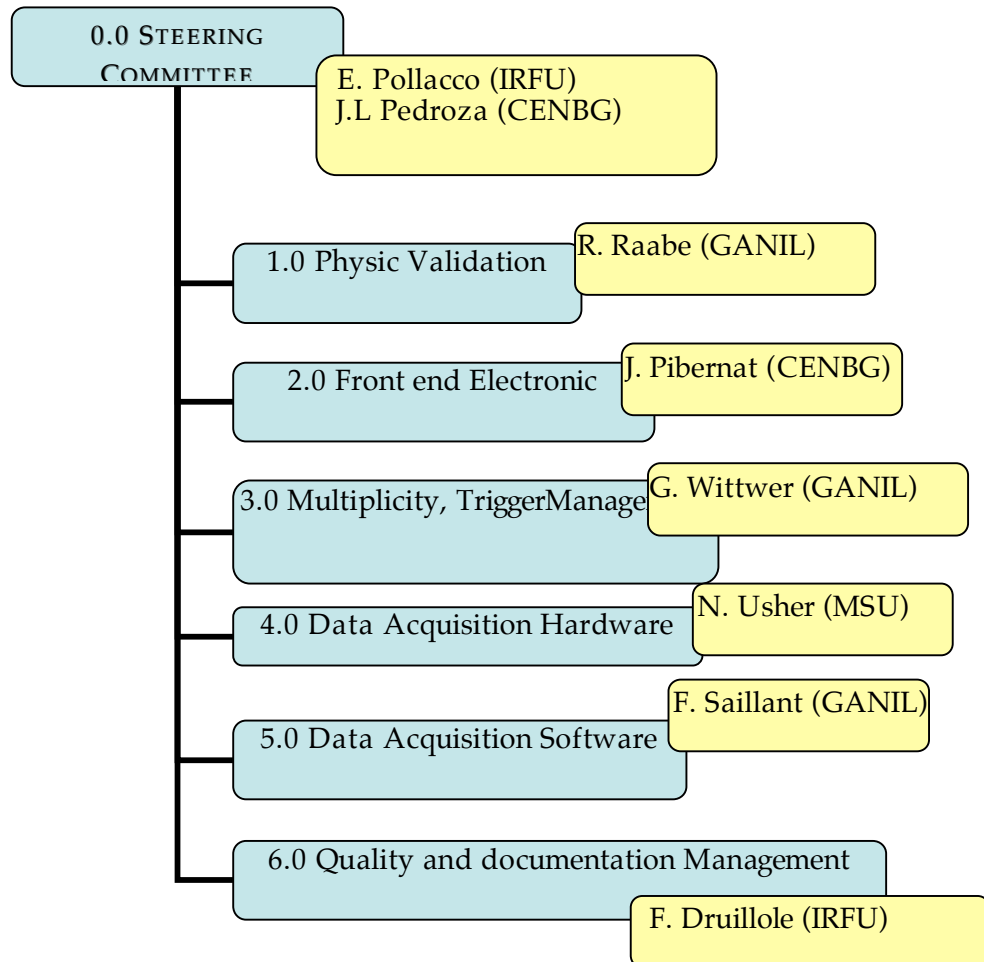 0.0 STEERING
COMMITTEE
E. Pollacco (IRFU)
J.L Pedroza (CENBG)
1.0 Physic Validation
R. Raabe (GANIL)
2.0 Front end Electronic
J. Pibernat (CENBG)
3.0 Multiplicity, TriggerManage
G. Wittwer (GANIL)
4.0 Data Acquisition Hardware
N. Usher (MSU)
5.0 Data Acquisition Software
F. Saillant (GANIL)
6.0 Quality and documentation Management
F. Druillole (IRFU)